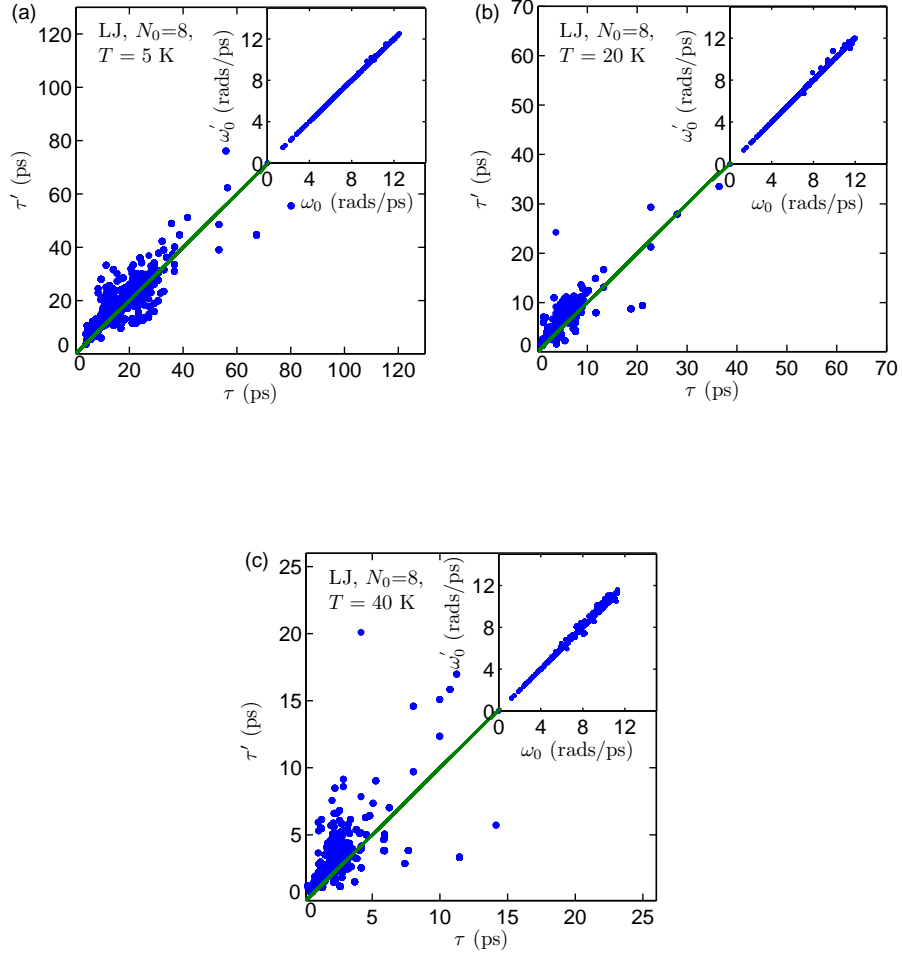 (a)
LJ, N₀=8,
T = 5 K
τ′ (ps)
120
100
80
60
40
20
0
0 20 40 60 80 100 120
τ (ps)
ω₀′ (rads/ps)
12
8
4
0
0 4 8 12
ω₀ (rads/ps)
(b)
LJ, N₀=8,
T = 20 K
τ′ (ps)
70
60
50
40
30
20
10
0
0 10 20 30 40 50 60 70
τ (ps)
ω₀′ (rads/ps)
12
8
4
0
0 4 8 12
ω₀ (rads/ps)
(c)
LJ, N₀=8,
T = 40 K
τ′ (ps)
25
20
15
10
5
0
0 5 10 15 20 25
τ (ps)
ω₀′ (rads/ps)
12
8
4
0
0 4 8 12
ω₀ (rads/ps)